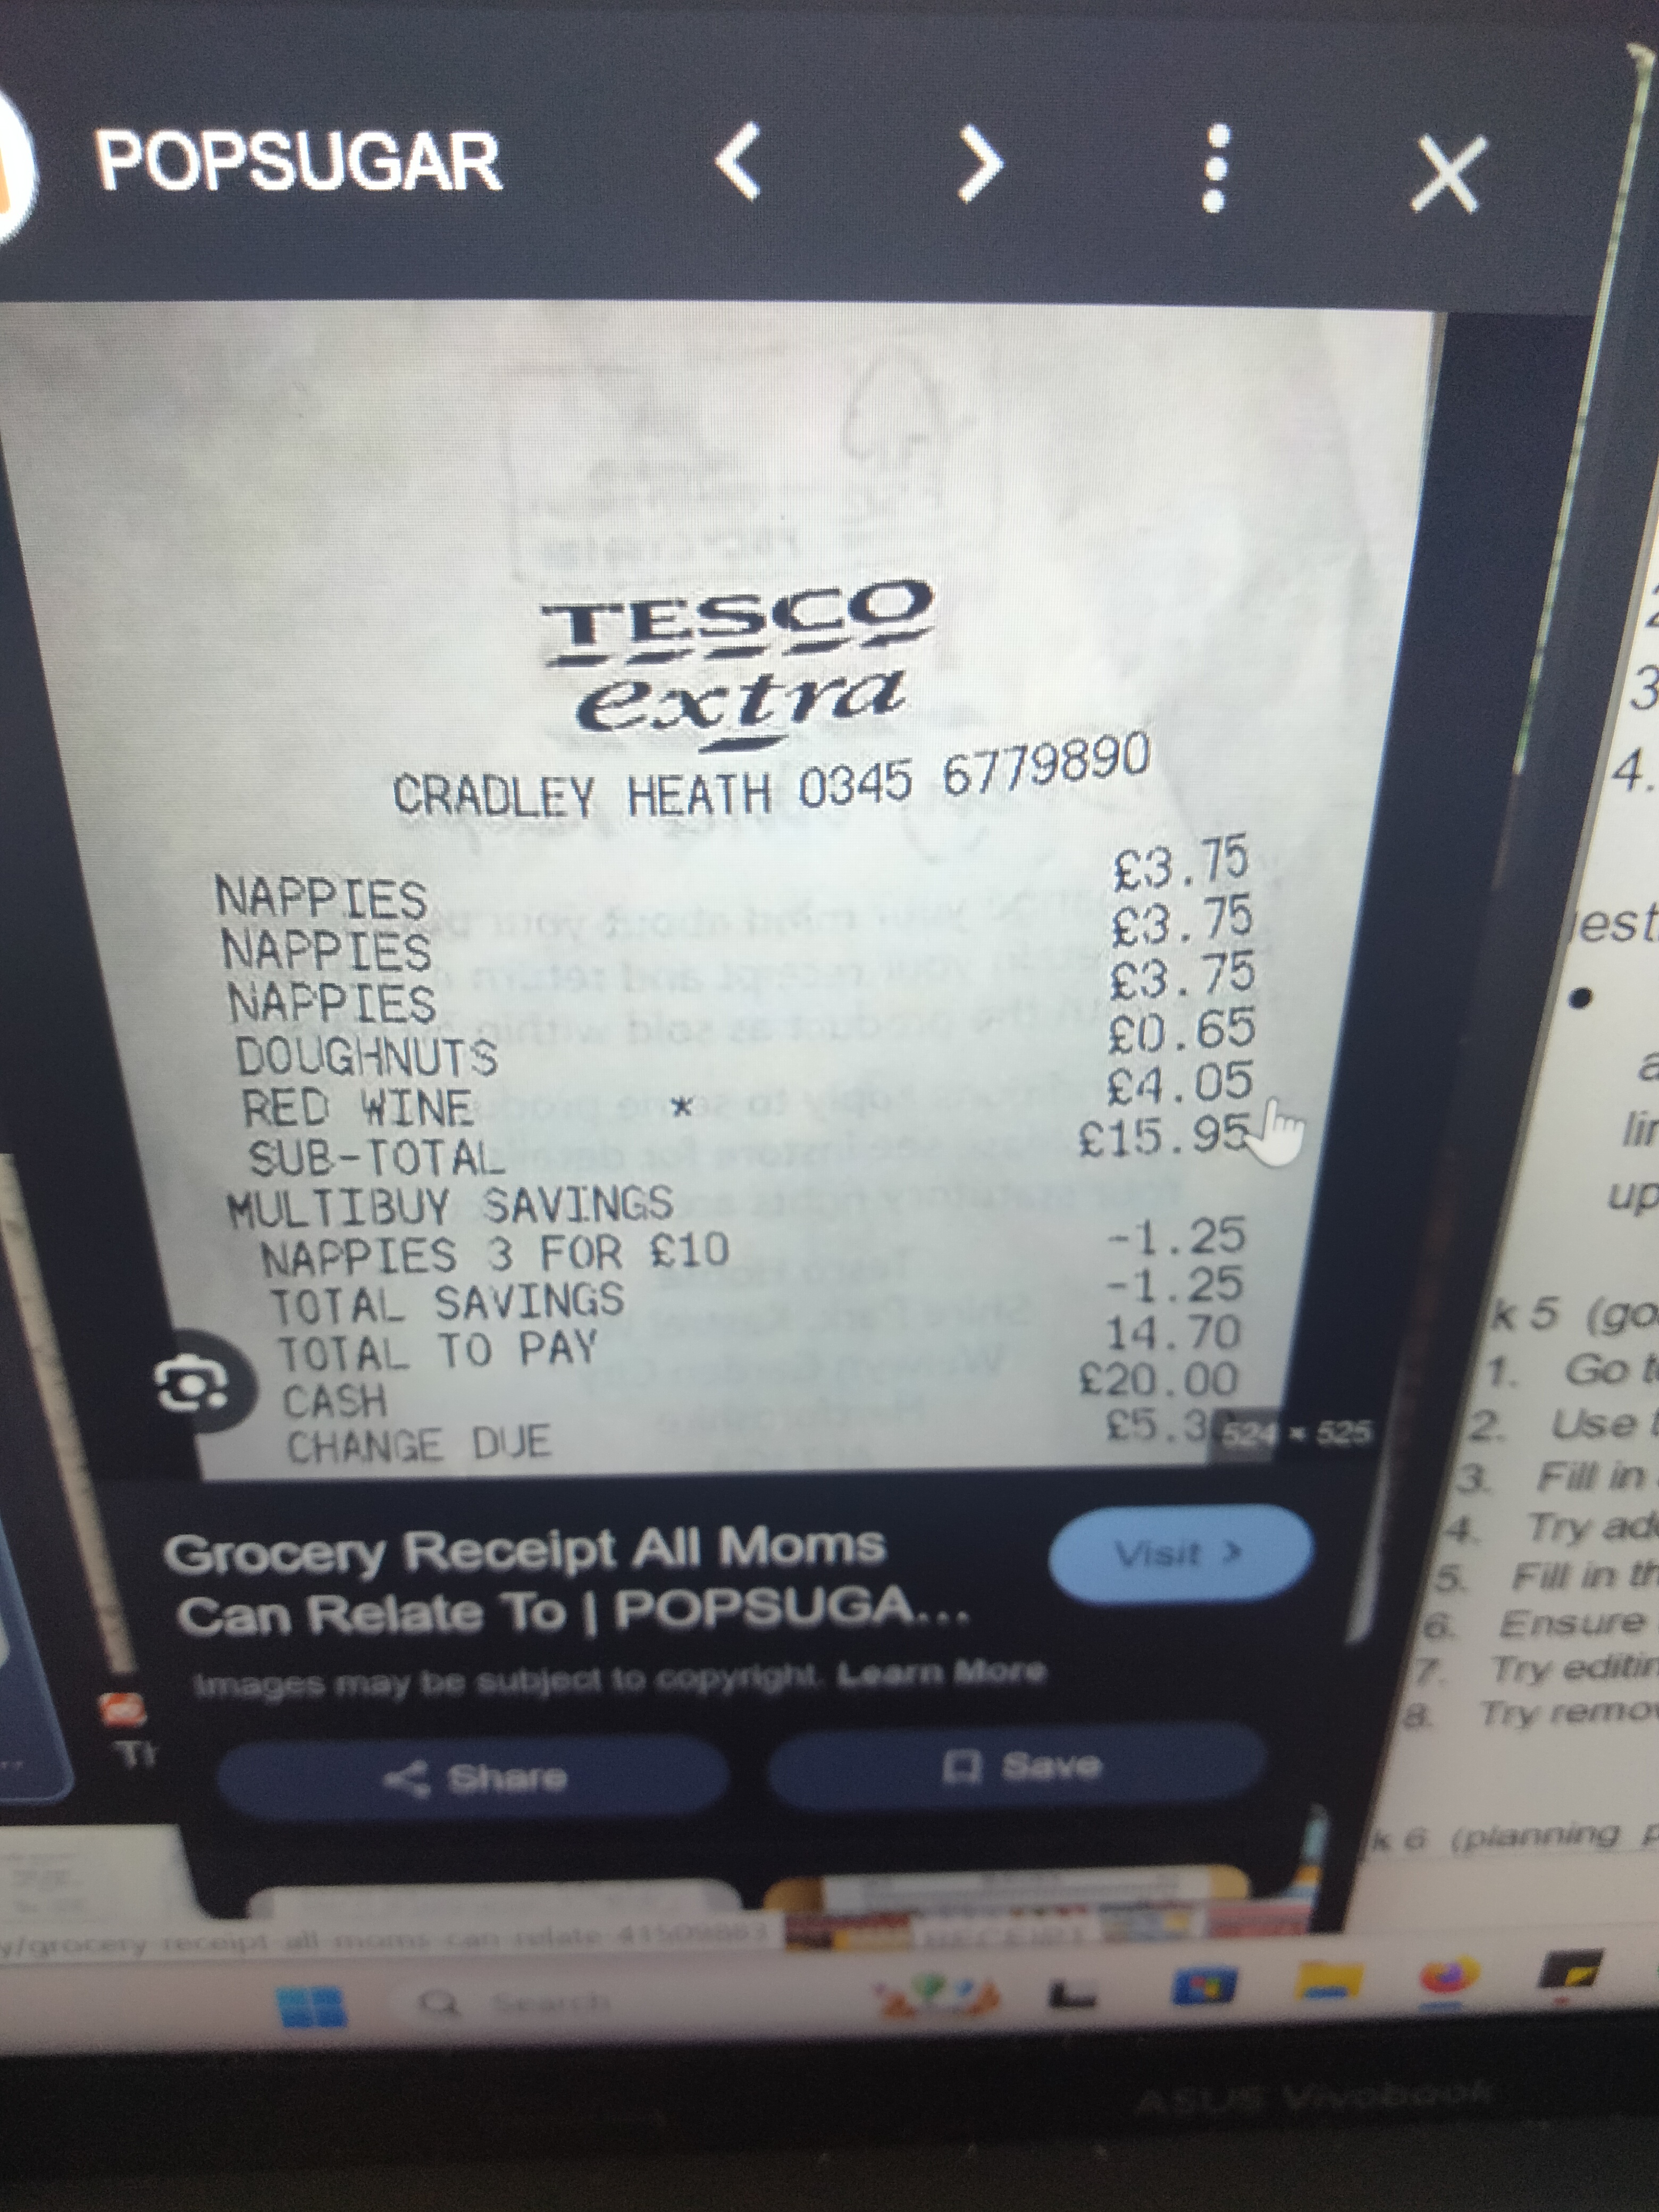 POPSUGAR
TESCO
extra
CRADLEY HEATH 0345 6779890
NAPPIES £3.75
NAPPIES £3.75
NAPPIES £3.75
DOUGHNUTS £0.65
RED WINE * £4.05
SUB-TOTAL £15.95
MULTIBUY SAVINGS
NAPPIES 3 FOR £10 -1.25
TOTAL SAVINGS -1.25
TOTAL TO PAY 14.70
CASH £20.00
CHANGE DUE £5.3
524 × 525
Grocery Receipt All Moms
Can Relate To | POPSUGA...
Visit >
Images may be subject to copyright. Learn More
Share
Save
y/grocery-receipt-all-moms-can-relate-41509863
RECEIPT
Search
ASUS Vivobook
3
4.
lin
up
k 5 (go
1. Go t
2. Use t
3. Fill in
4. Try ad
5. Fill in th
6. Ensure
7. Try editin
8. Try remov
k 6 (planning p